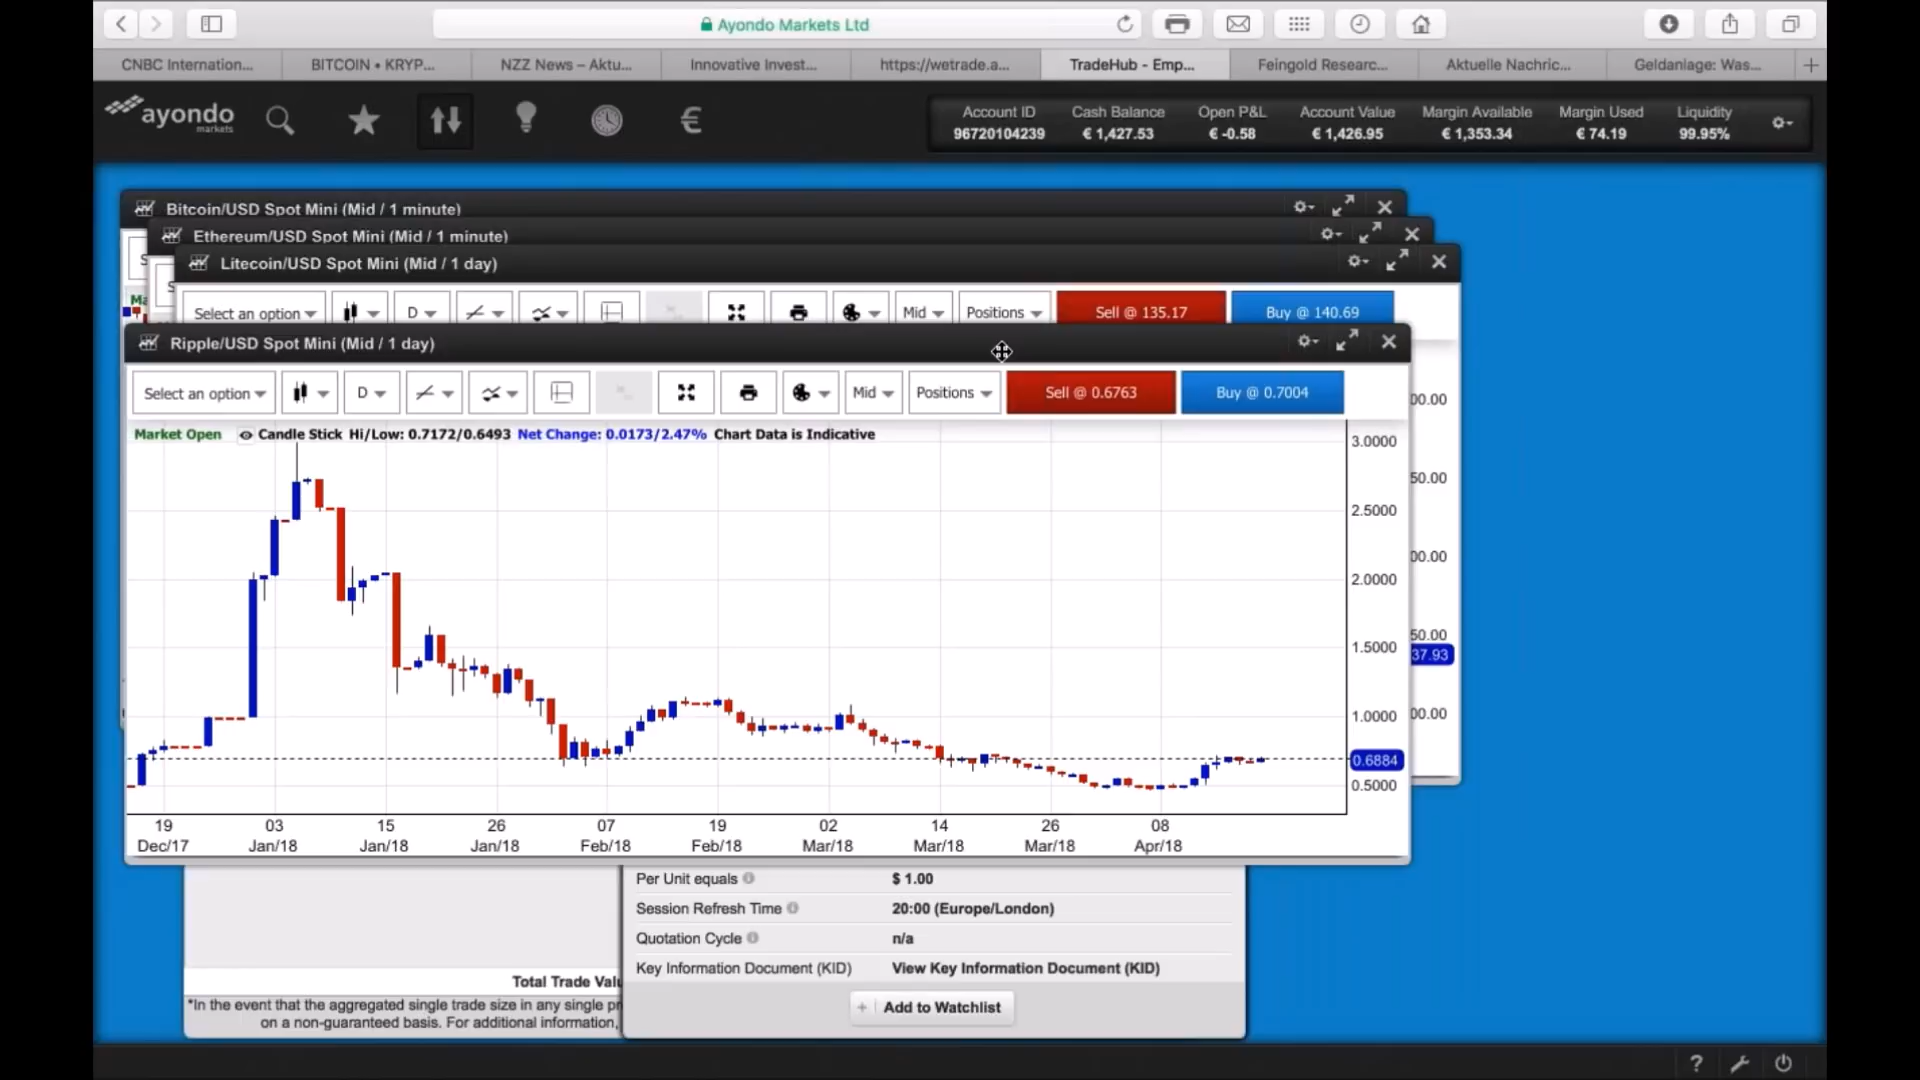 Ayondo Markets Ltd
CNBC Internation...
BITCOIN • KRYP...
NZZ News – Aktu...
Innovative Invest...
https://wetrade.a...
TradeHub - Emp...
Feingold Researc...
Aktuelle Nachric...
Geldanlage: Was...
ayondo
markets
€
Account ID
Cash Balance
Open P&L
Account Value
Margin Available
Margin Used
Liquidity
96720104239
€ 1,427.53
€ -0.58
€ 1,426.95
€ 1,353.34
€ 74.19
99.95%
Bitcoin/USD Spot Mini (Mid / 1 minute)
Ethereum/USD Spot Mini (Mid / 1 minute)
Litecoin/USD Spot Mini (Mid / 1 day)
Select an option
D
Mid
Positions
Sell @ 135.17
Buy @ 140.69
Ripple/USD Spot Mini (Mid / 1 day)
Select an option
D
Mid
Positions
Sell @ 0.6763
Buy @ 0.7004
Market Open
Candle Stick Hi/Low: 0.7172/0.6493 Net Change: 0.0173/2.47% Chart Data is Indicative
3.0000
2.5000
2.0000
1.5000
1.0000
0.6884
0.5000
00.00
50.00
00.00
50.00
37.93
00.00
19 03 15 26 07 19 02 14 26 08
Dec/17 Jan/18 Jan/18 Jan/18 Feb/18 Feb/18 Mar/18 Mar/18 Mar/18 Apr/18
Per Unit equals
$ 1.00
Session Refresh Time
20:00 (Europe/London)
Quotation Cycle
n/a
Key Information Document (KID)
View Key Information Document (KID)
+ Add to Watchlist
Total Trade Valu
*In the event that the aggregated single trade size in any single pr
on a non-guaranteed basis. For additional information,
?